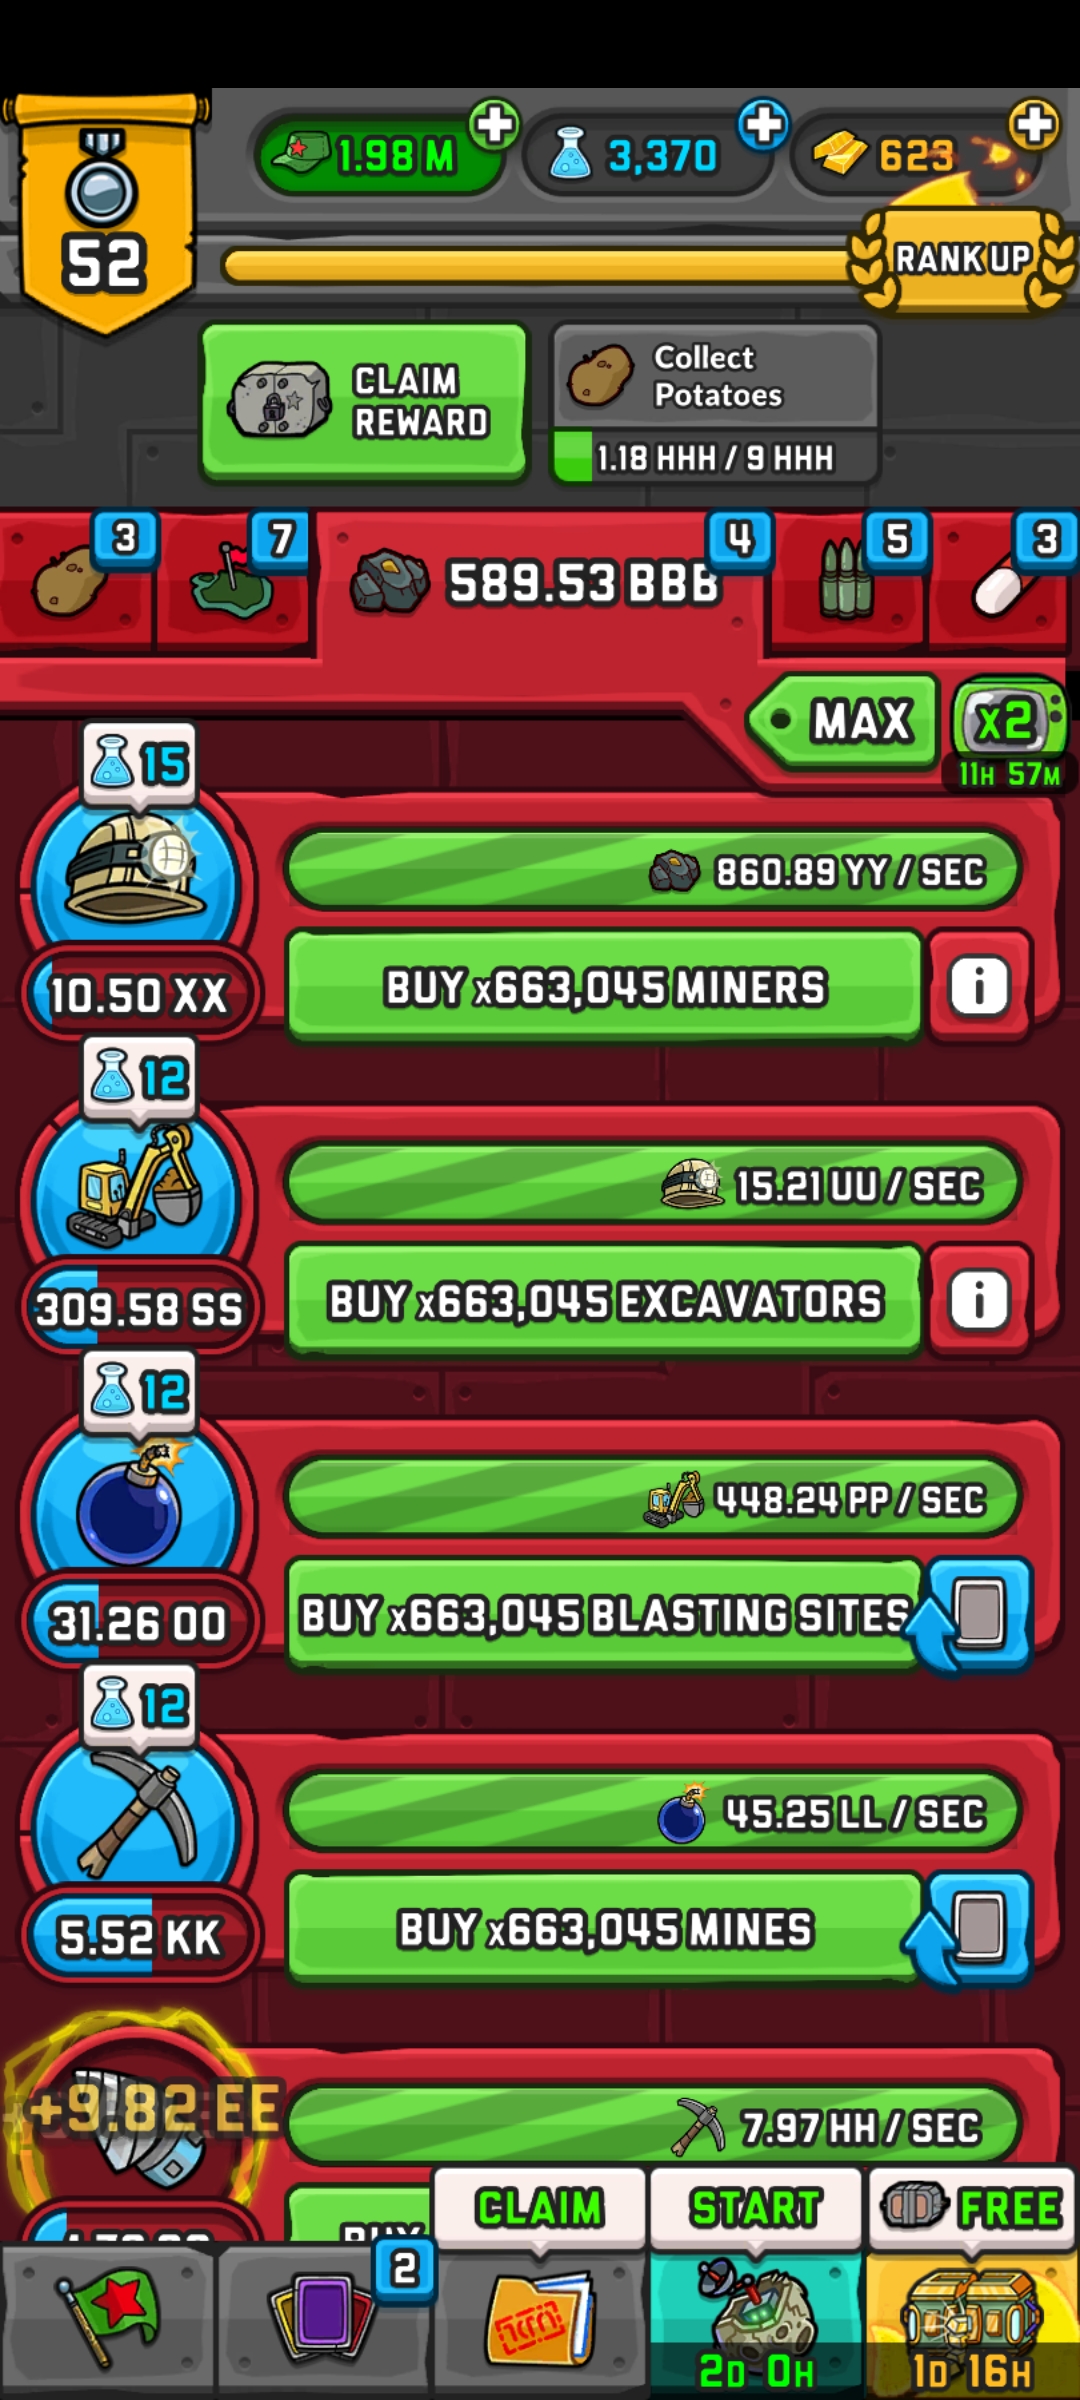 1.98 M
3,370
623
52
RANK UP
CLAIM
REWARD
Collect
Potatoes
1.18 HHH / 9 HHH
3
7
589.53 BBB
4
5
3
MAX
x2
11H 57M
15
860.89 YY / SEC
10.50 XX
BUY x663,045 MINERS
i
12
15.21 UU / SEC
309.58 SS
BUY x663,045 EXCAVATORS
i
12
448.24 PP / SEC
31.26 OO
BUY x663,045 BLASTING SITES
12
45.25 LL / SEC
5.52 KK
BUY x663,045 MINES
+9.82 EE
7.97 HH / SEC
BUY
CLAIM
START
FREE
2
2D 0H
1D 16H